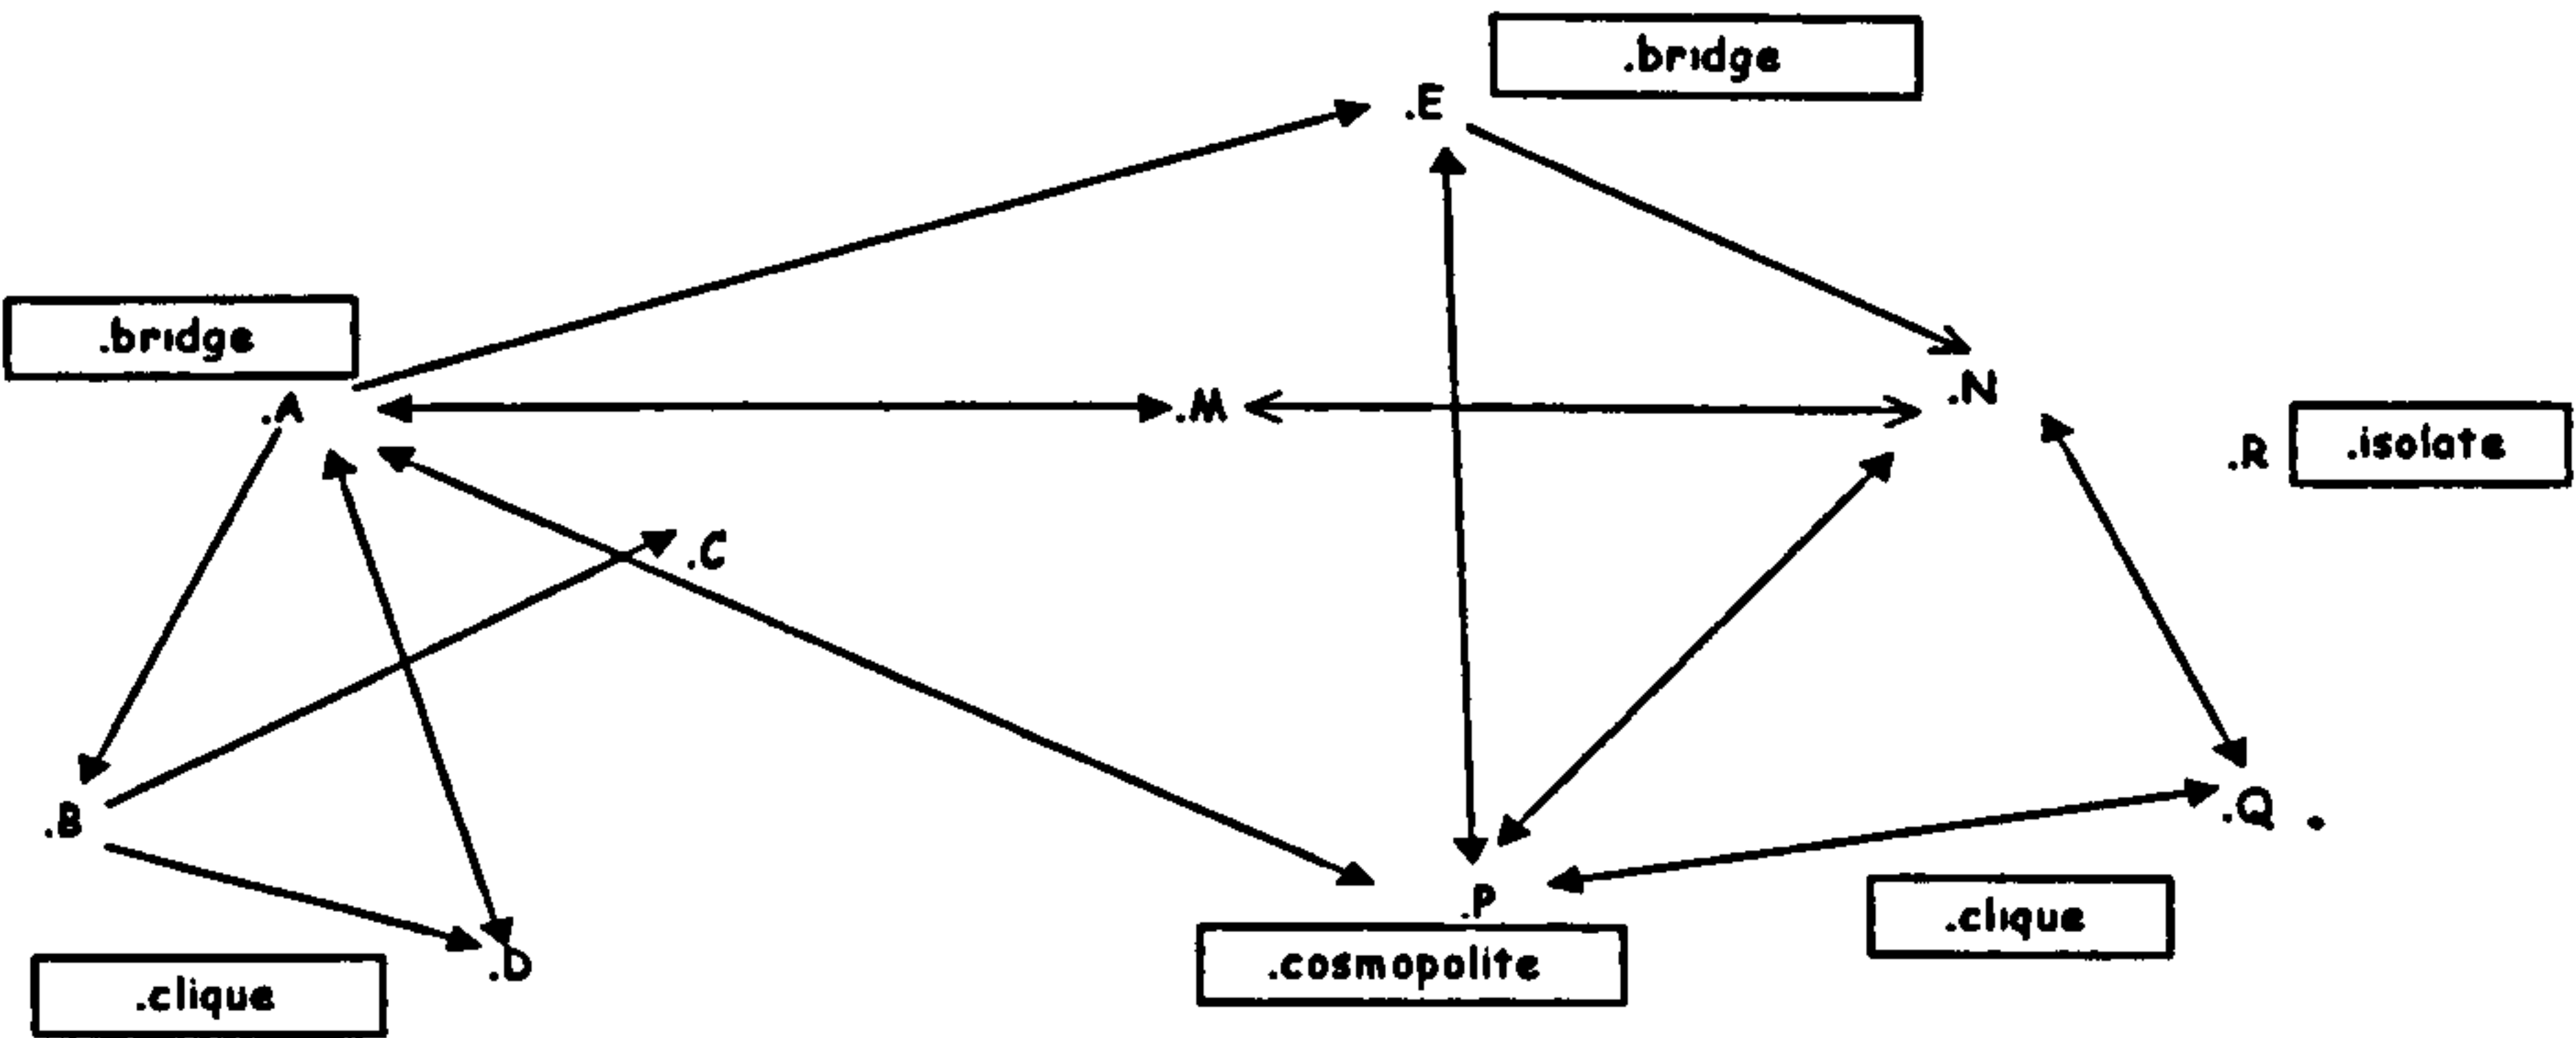 .bridge
.E
.bridge
.A
.M
.N
.R
.isolate
.C
.B
.Q .
.P
.clique
.D
.cosmopolite
.clique